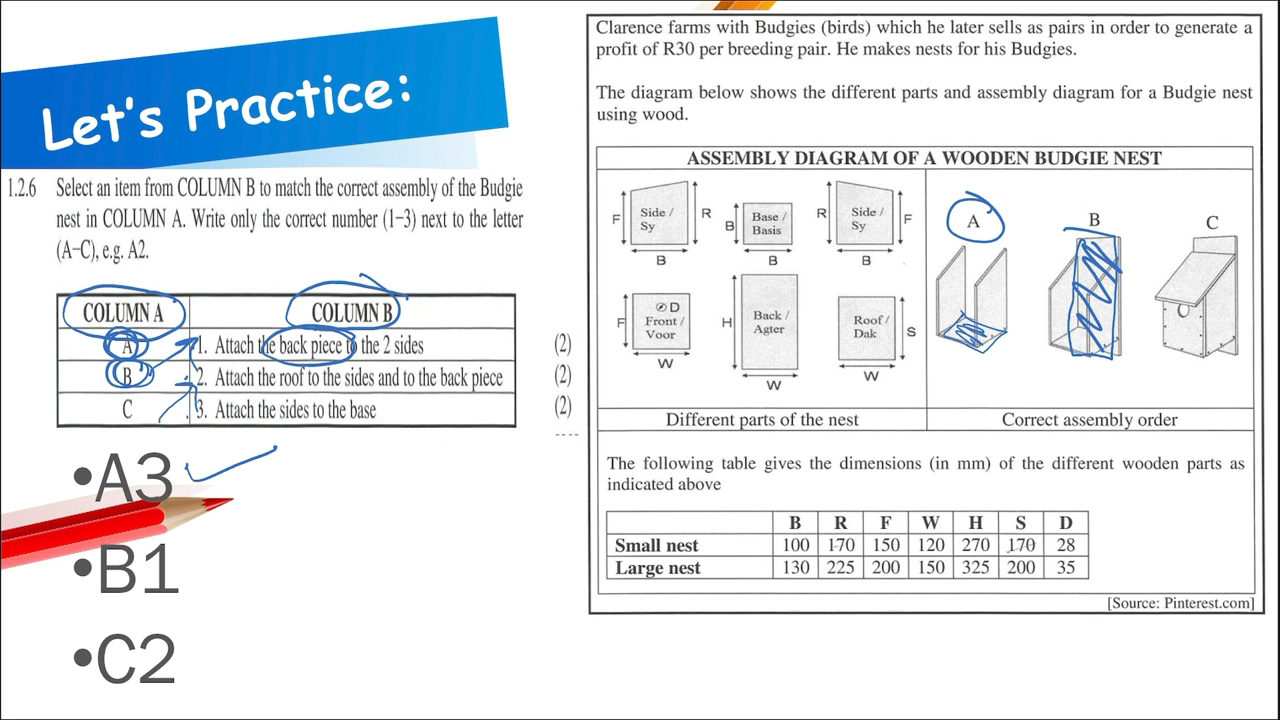 Let's Practice:
1.2.6 Select an item from COLUMN B to match the correct assembly of the Budgie
nest in COLUMN A. Write only the correct number (1–3) next to the letter
(A–C), e.g. A2.
COLUMN A COLUMN B
A 1. Attach the back piece to the 2 sides (2)
B 2. Attach the roof to the sides and to the back piece (2)
C 3. Attach the sides to the base (2)
•A3
•B1
•C2
Clarence farms with Budgies (birds) which he later sells as pairs in order to generate a
profit of R30 per breeding pair. He makes nests for his Budgies.
The diagram below shows the different parts and assembly diagram for a Budgie nest
using wood.
ASSEMBLY DIAGRAM OF A WOODEN BUDGIE NEST
F Side / R B Base / R Side / F
Sy Basis Sy
B B B
D
F Front / H Back / Roof / S
Voor Agter Dak
W W W
A B C
Different parts of the nest Correct assembly order
The following table gives the dimensions (in mm) of the different wooden parts as
indicated above
B R F W H S D
Small nest 100 170 150 120 270 170 28
Large nest 130 225 200 150 325 200 35
[Source: Pinterest.com]